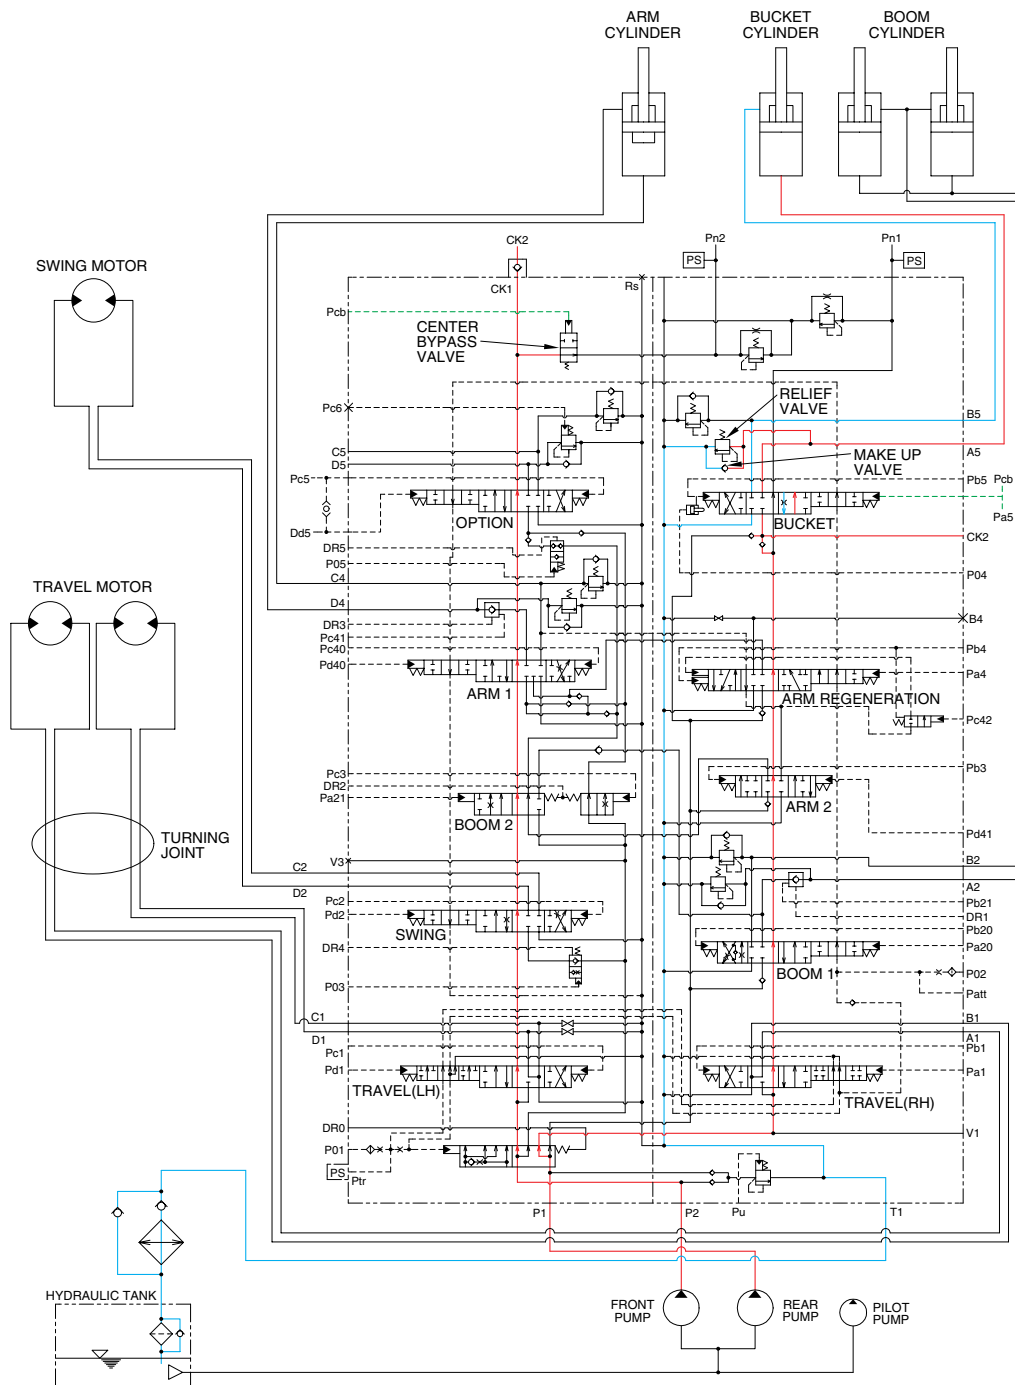 ARM
CYLINDER
BUCKET
CYLINDER
BOOM
CYLINDER
CK2
Pn2
Pn1
PS
PS
SWING MOTOR
CK1
Rs
Pcb
CENTER
BYPASS
VALVE
RELIEF
VALVE
Pc6
B5
C5
A5
D5
MAKE UP
VALVE
Pc5
Pb5
Pcb
OPTION
BUCKET
Pa5
Dd5
CK2
DR5
P05
P04
C4
TRAVEL MOTOR
D4
B4
DR3
Pc41
Pc40
Pb4
Pd40
Pa4
ARM 1
ARM REGENERATION
Pc42
Pc3
Pb3
DR2
Pa21
ARM 2
BOOM 2
TURNING
JOINT
Pd41
V3
B2
C2
A2
D2
Pc2
Pb21
Pd2
DR1
SWING
Pb20
DR4
Pa20
BOOM 1
P03
P02
Patt
C1
B1
D1
A1
Pc1
Pb1
Pd1
Pa1
TRAVEL(LH)
TRAVEL(RH)
DR0
V1
P01
PS
Ptr
P1
P2
Pu
T1
HYDRAULIC TANK
FRONT
PUMP
REAR
PUMP
PILOT
PUMP